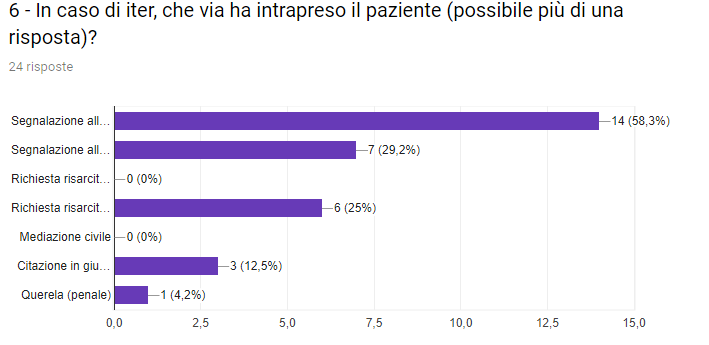 6 - In caso di iter, che via ha intrapreso il paziente (possibile più di una
risposta)?
24 risposte
Segnalazione all… 14 (58,3%)
Segnalazione all… 7 (29,2%)
Richiesta risarcit… 0 (0%)
Richiesta risarcit… 6 (25%)
Mediazione civile 0 (0%)
Citazione in giu… 3 (12,5%)
Querela (penale) 1 (4,2%)
0,0 2,5 5,0 7,5 10,0 12,5 15,0